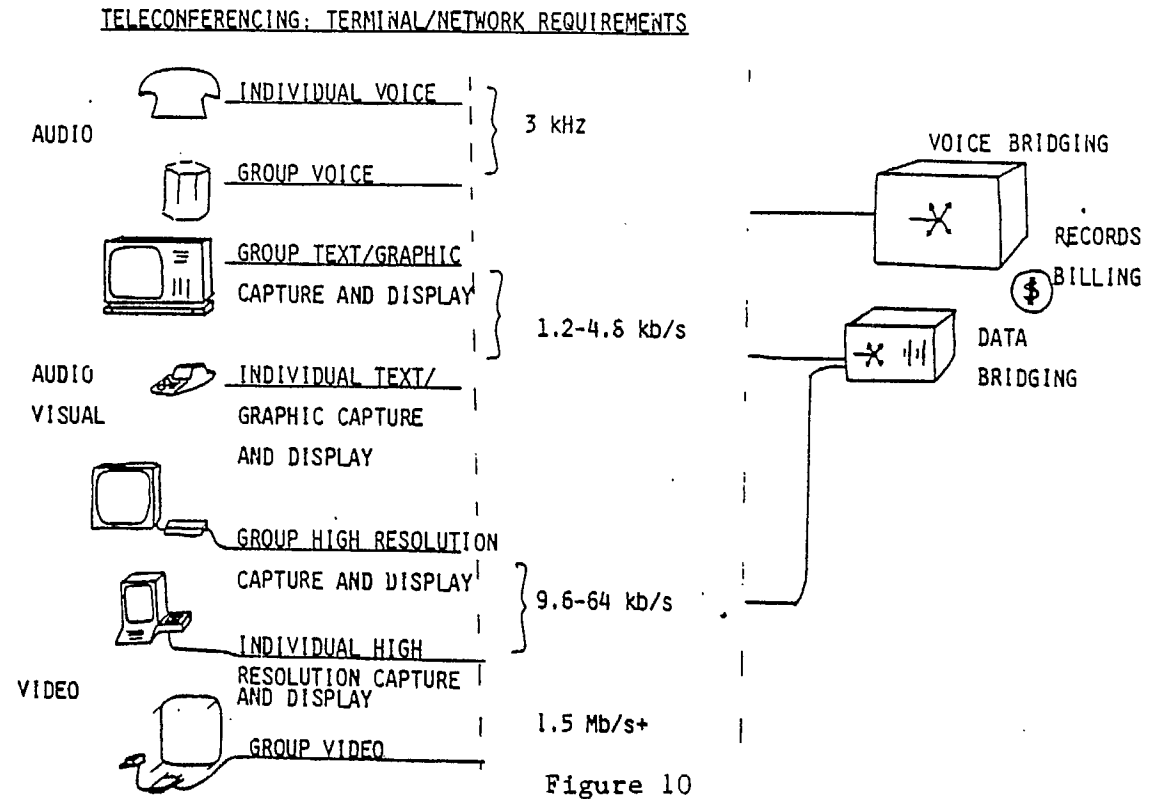 TELECONFERENCING: TERMINAL/NETWORK REQUIREMENTS
INDIVIDUAL VOICE
AUDIO
3 kHz
GROUP VOICE
VOICE BRIDGING
RECORDS
BILLING
$
GROUP TEXT/GRAPHIC
CAPTURE AND DISPLAY
1.2-4.8 kb/s
DATA
BRIDGING
AUDIO
VISUAL
INDIVIDUAL TEXT/
GRAPHIC CAPTURE
AND DISPLAY
GROUP HIGH RESOLUTION
CAPTURE AND DISPLAY
9.6-64 kb/s
INDIVIDUAL HIGH
RESOLUTION CAPTURE
AND DISPLAY
VIDEO
1.5 Mb/s+
GROUP VIDEO
Figure 10